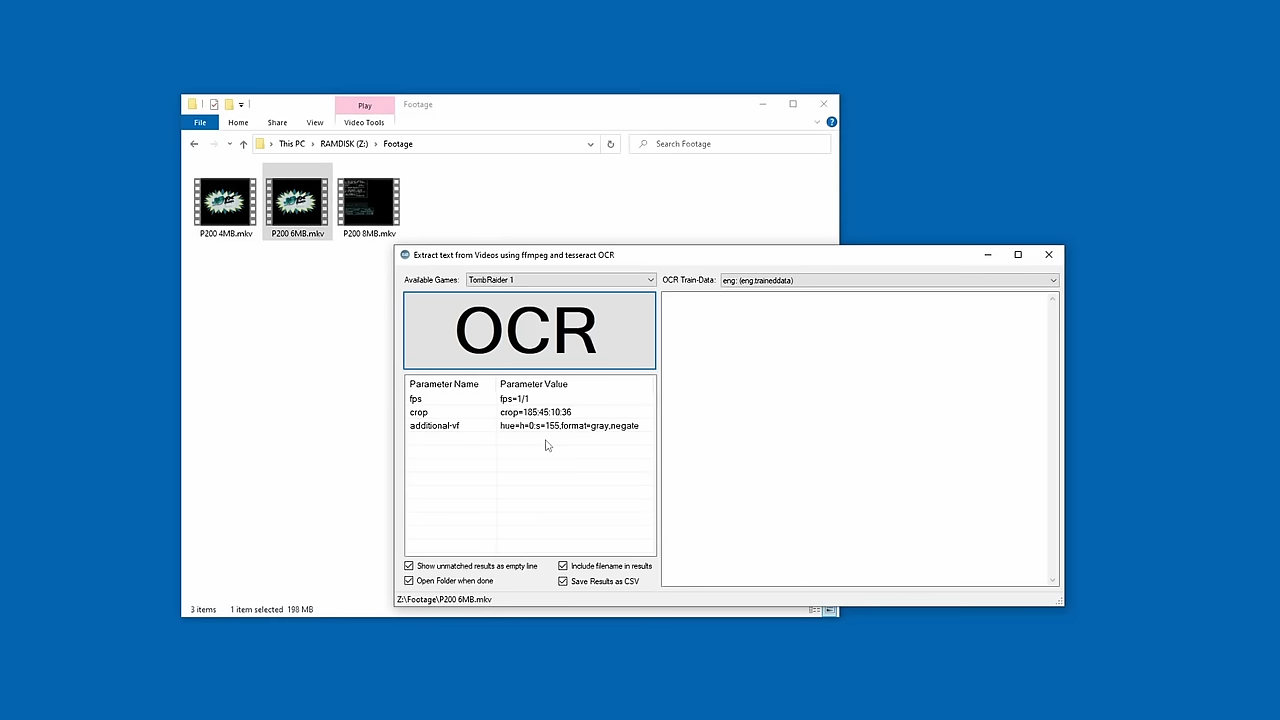 Play
Footage
File
Home
Share
View
Video Tools
This PC
RAMDISK (Z:)
Footage
Search Footage
P200 4MB.mkv
P200 6MB.mkv
P200 8MB.mkv
Extract text from Videos using ffmpeg and tesseract OCR
Available Games:
TombRaider 1
OCR Train-Data:
eng: (eng.traineddata)
OCR
Parameter Name
Parameter Value
fps
fps=1/1
crop
crop=185:45:10:36
additional-vf
hue=h=0:s=155,format=gray,negate
Show unmatched results as empty line
Include filename in results
Open Folder when done
Save Results as CSV
Z:\Footage\P200 6MB.mkv
3 items
1 item selected
198 MB